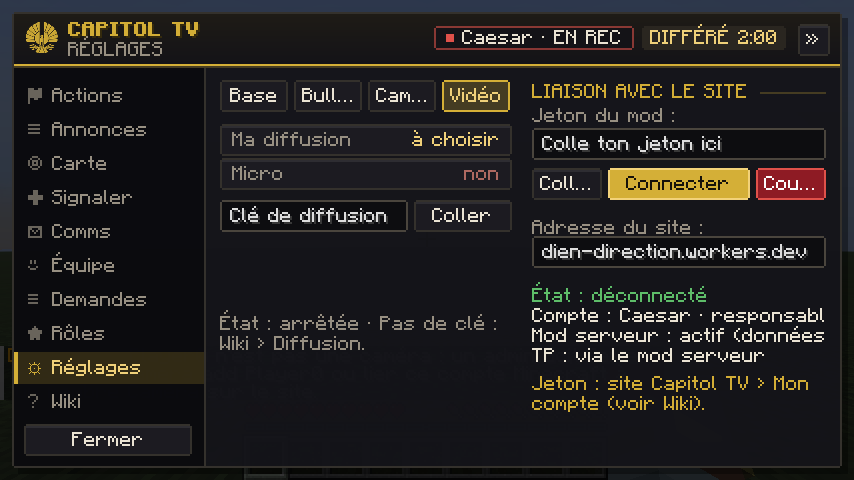 CAPITOL TV
RÉGLAGES
Caesar · EN REC
DIFFÉRÉ 2:00
»
Actions
Annonces
Carte
Signaler
Comms
Équipe
Demandes
Rôles
Réglages
? Wiki
Fermer
Base
Bull...
Cam...
Vidéo
Ma diffusion
à choisir
Micro
non
Clé de diffusion
Coller
État : arrêtée · Pas de clé :
Wiki > Diffusion.
LIAISON AVEC LE SITE
Jeton du mod :
Colle ton jeton ici
Coll...
Connecter
Cou...
Adresse du site :
dien-direction.workers.dev
État : déconnecté
Compte : Caesar · responsabl
Mod serveur : actif (données
TP : via le mod serveur
Jeton : site Capitol TV > Mon
compte (voir Wiki).